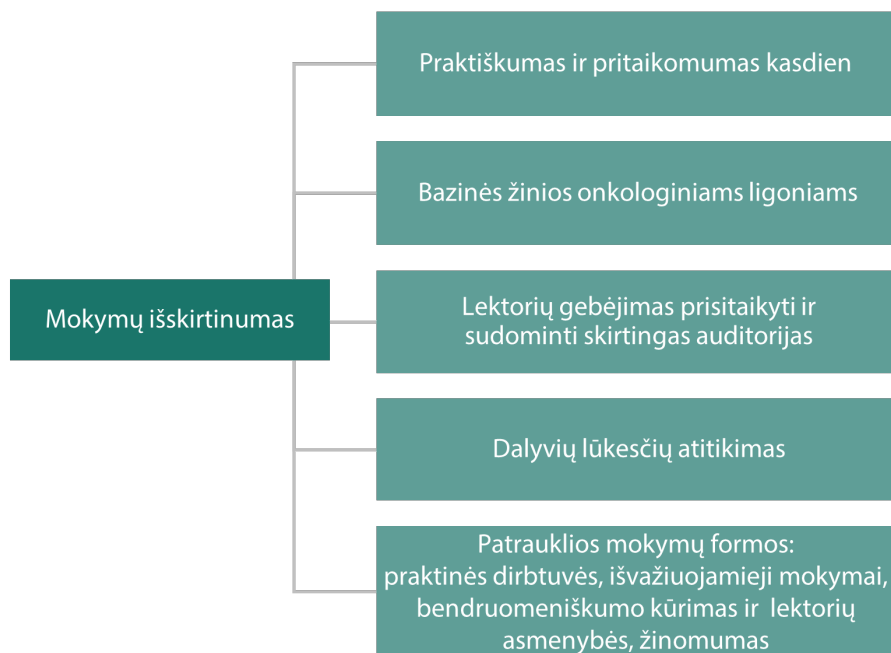 Praktiškumas ir pritaikomumas kasdien
Bazinės žinios onkologiniams ligoniams
Mokymų išskirtinumas
Lektorių gebėjimas prisitaikyti ir
sudominti skirtingas auditorijas
Dalyvių lūkesčių atitikimas
Patrauklios mokymų formos:
praktinės dirbtuvės, išvažiuojamieji mokymai,
bendruomeniškumo kūrimas ir lektorių
asmenybės, žinomumas